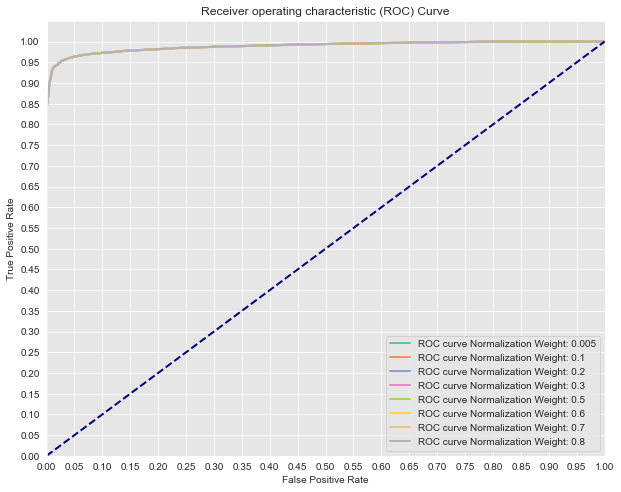 Receiver operating characteristic (ROC) Curve
True Positive Rate
1.00
0.95
0.90
0.85
0.80
0.75
0.70
0.65
0.60
0.55
0.50
0.45
0.40
0.35
0.30
0.25
0.20
0.15
0.10
0.05
0.00
ROC curve Normalization Weight: 0.005
ROC curve Normalization Weight: 0.1
ROC curve Normalization Weight: 0.2
ROC curve Normalization Weight: 0.3
ROC curve Normalization Weight: 0.5
ROC curve Normalization Weight: 0.6
ROC curve Normalization Weight: 0.7
ROC curve Normalization Weight: 0.8
0.00 0.05 0.10 0.15 0.20 0.25 0.30 0.35 0.40 0.45 0.50 0.55 0.60 0.65 0.70 0.75 0.80 0.85 0.90 0.95 1.00
False Positive Rate